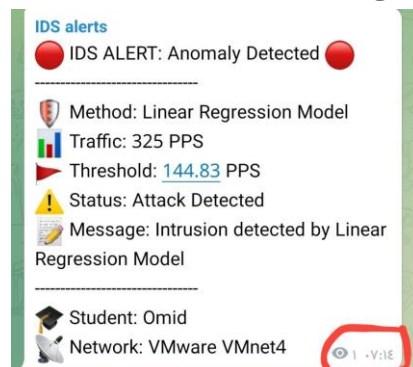 IDS alerts
🔴 IDS ALERT: Anomaly Detected 🔴
--------------------------------
🛡️ Method: Linear Regression Model
📊 Traffic: 325 PPS
🚩 Threshold: 144.83 PPS
⚠️ Status: Attack Detected
📝 Message: Intrusion detected by Linear
Regression Model
--------------------------------
🎓 Student: Omid
📡 Network: VMware VMnet4
١ ٠٧:١٤